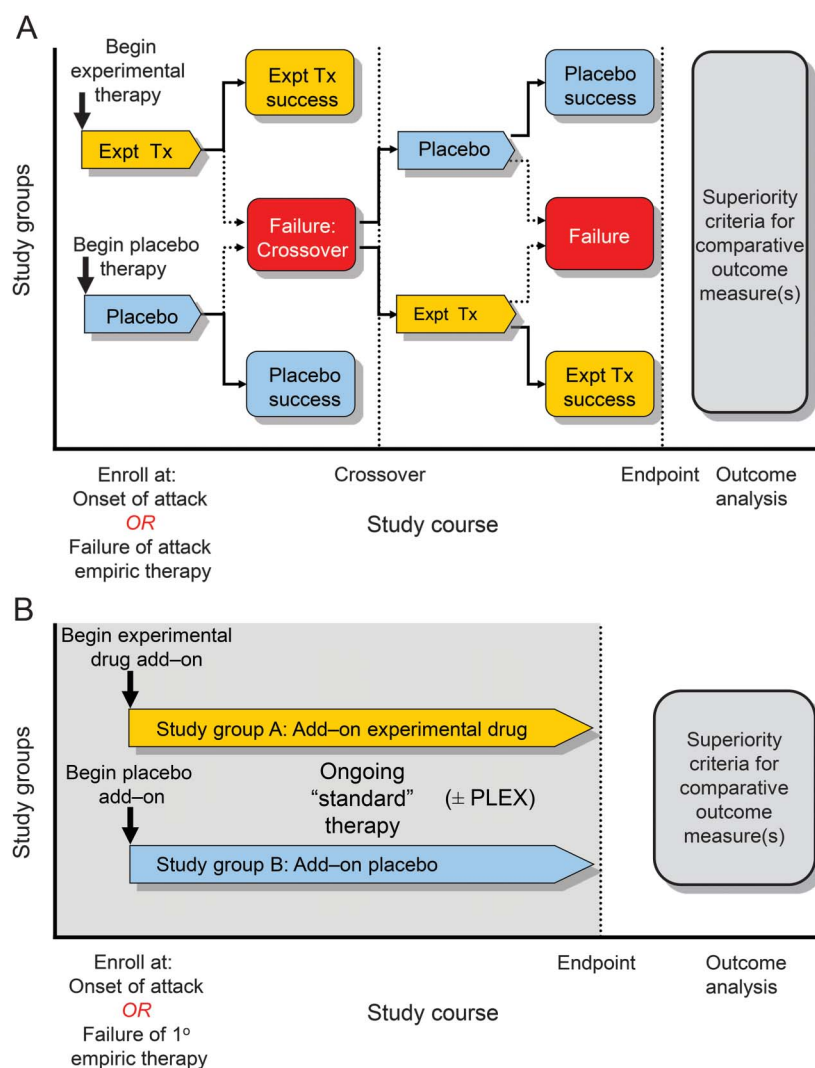 A
Begin
experimental
therapy
Expt Tx
Expt Tx
success
Placebo
success
Placebo
Begin placebo
therapy
Failure:
Crossover
Failure
Placebo
Expt Tx
Placebo
success
Expt Tx
success
Superiority
criteria for
comparative
outcome
measure(s)
Study groups
Enroll at:
Onset of attack
OR
Failure of attack
empiric therapy
Crossover
Endpoint
Outcome
analysis
Study course
B
Begin experimental
drug add–on
Study group A: Add–on experimental drug
Begin placebo
add–on
Ongoing
“standard”
therapy
(± PLEX)
Study group B: Add–on placebo
Superiority
criteria for
comparative
outcome
measure(s)
Study groups
Enroll at:
Onset of attack
OR
Failure of 1º
empiric therapy
Endpoint
Outcome
analysis
Study course